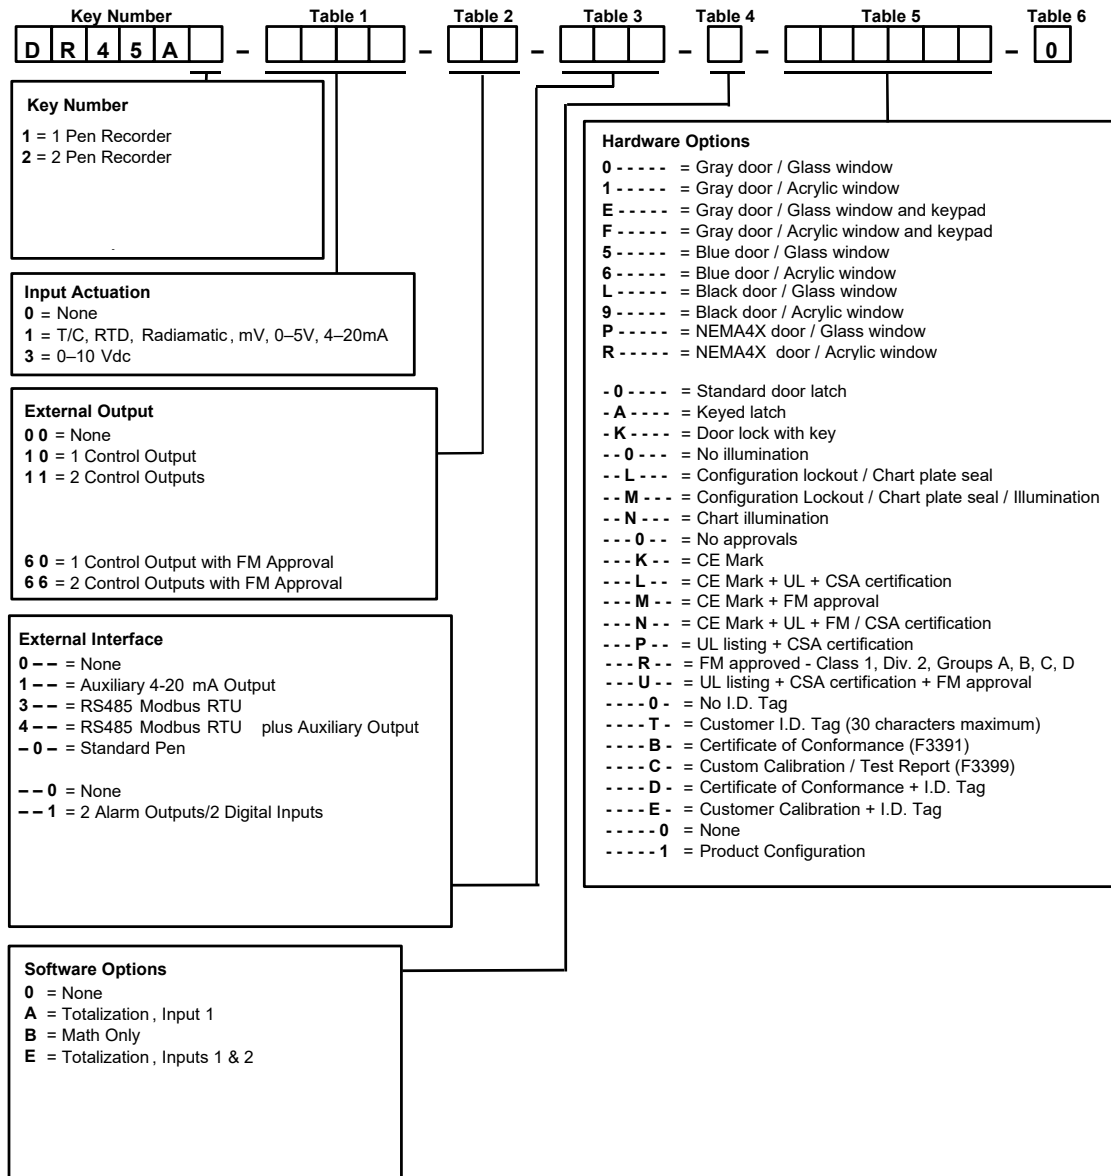 Key Number Table 1 Table 2 Table 3 Table 4 Table 5 Table 6
D R 4 5 A – – – – – 0
Key Number
1 = 1 Pen Recorder
2 = 2 Pen Recorder
Input Actuation
0 = None
1 = T/C, RTD, Radiamatic, mV, 0–5V, 4–20mA
3 = 0–10 Vdc
External Output
0 0 = None
1 0 = 1 Control Output
1 1 = 2 Control Outputs
6 0 = 1 Control Output with FM Approval
6 6 = 2 Control Outputs with FM Approval
External Interface
0 – – = None
1 – – = Auxiliary 4-20 mA Output
3 – – = RS485 Modbus RTU
4 – – = RS485 Modbus RTU plus Auxiliary Output
– 0 – = Standard Pen
– – 0 = None
– – 1 = 2 Alarm Outputs/2 Digital Inputs
Software Options
0 = None
A = Totalization, Input 1
B = Math Only
E = Totalization, Inputs 1 & 2
Hardware Options
0 - - - - - = Gray door / Glass window
1 - - - - - = Gray door / Acrylic window
E - - - - - = Gray door / Glass window and keypad
F - - - - - = Gray door / Acrylic window and keypad
5 - - - - - = Blue door / Glass window
6 - - - - - = Blue door / Acrylic window
L - - - - - = Black door / Glass window
9 - - - - - = Black door / Acrylic window
P - - - - - = NEMA4X door / Glass window
R - - - - - = NEMA4X door / Acrylic window
- 0 - - - - = Standard door latch
- A - - - - = Keyed latch
- K - - - - = Door lock with key
- - 0 - - - = No illumination
- - L - - - = Configuration lockout / Chart plate seal
- - M - - - = Configuration Lockout / Chart plate seal / Illumination
- - N - - - = Chart illumination
- - - 0 - - = No approvals
- - - K - - = CE Mark
- - - L - - = CE Mark + UL + CSA certification
- - - M - - = CE Mark + FM approval
- - - N - - = CE Mark + UL + FM / CSA certification
- - - P - - = UL listing + CSA certification
- - - R - - = FM approved - Class 1, Div. 2, Groups A, B, C, D
- - - U - - = UL listing + CSA certification + FM approval
- - - - 0 - = No I.D. Tag
- - - - T - = Customer I.D. Tag (30 characters maximum)
- - - - B - = Certificate of Conformance (F3391)
- - - - C - = Custom Calibration / Test Report (F3399)
- - - - D - = Certificate of Conformance + I.D. Tag
- - - - E - = Customer Calibration + I.D. Tag
- - - - - 0 = None
- - - - - 1 = Product Configuration